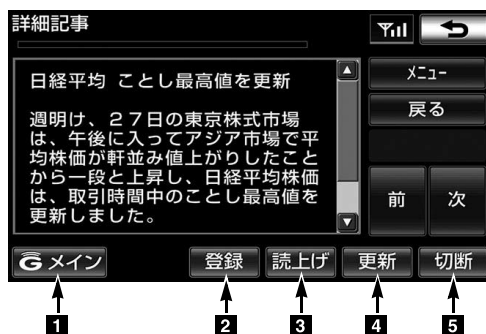 詳細記事
メニュー
戻る
日経平均 ことし最高値を更新
週明け、２７日の東京株式市場
は、午後に入ってアジア市場で平
均株価が軒並み値上がりしたこと
から一段と上昇し、日経平均株価
は、取引時間中のことし最高値を
更新しました。
前 次
G メイン 登録 読上げ 更新 切断
1 2 3 4 5